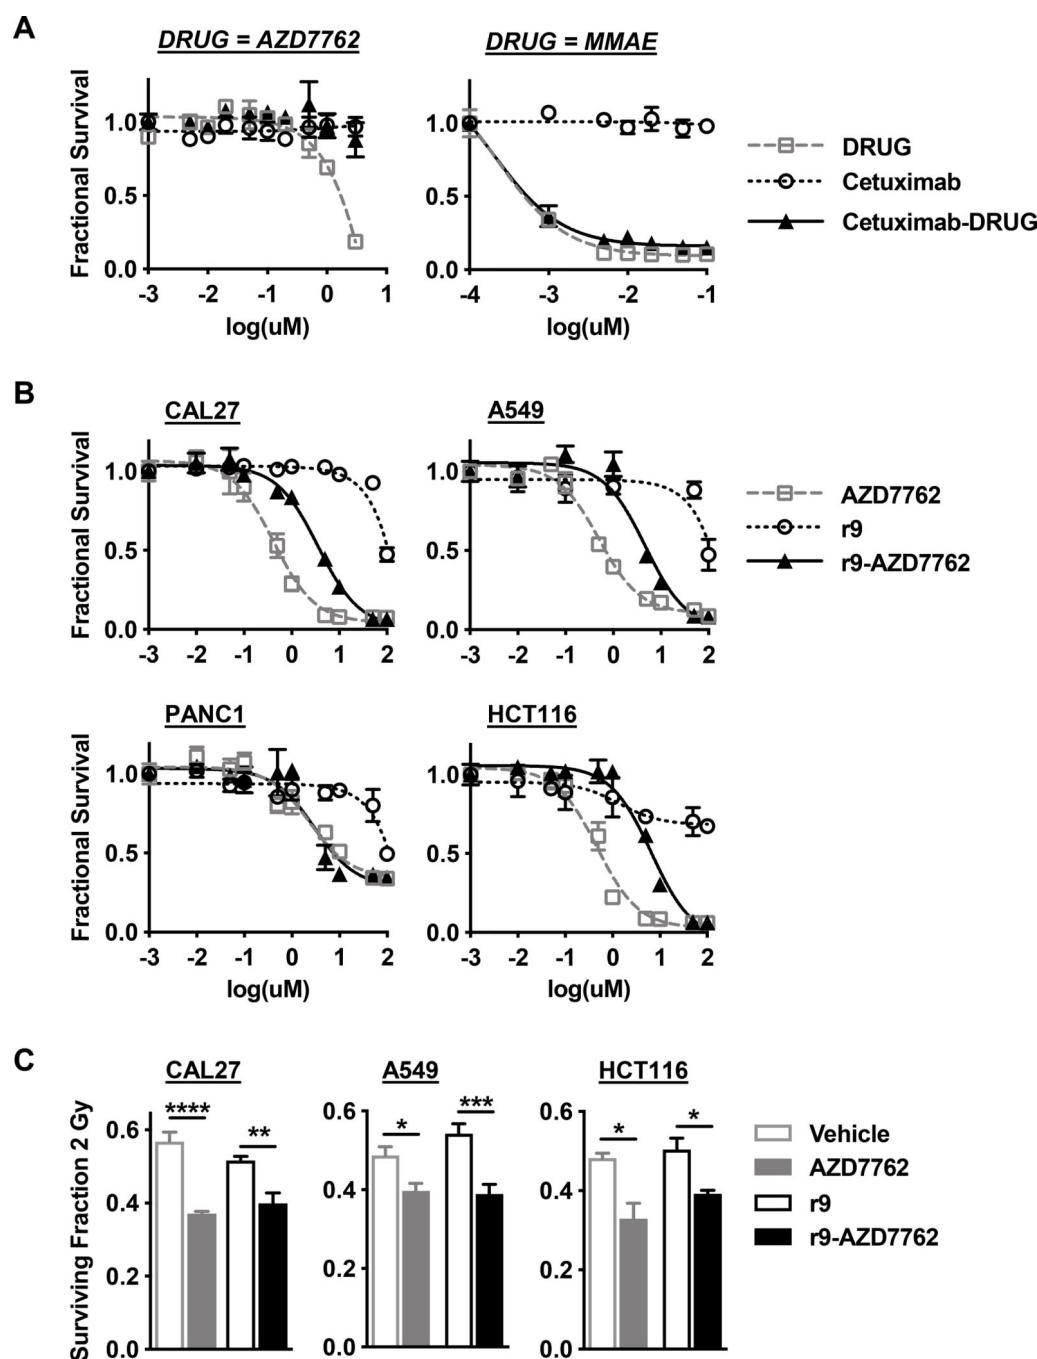 A
DRUG = AZD7762
DRUG = MMAE
Fractional Survival
1.0
0.5
0.0
-3 -2 -1 0 1
log(uM)
1.0
0.5
0.0
-4 -3 -2 -1
log(uM)
DRUG
Cetuximab
Cetuximab-DRUG
B
CAL27
A549
Fractional Survival
1.0
0.5
0.0
-3 -2 -1 0 1 2
1.0
0.5
0.0
-3 -2 -1 0 1 2
AZD7762
r9
r9-AZD7762
PANC1
HCT116
Fractional Survival
1.0
0.5
0.0
-3 -2 -1 0 1 2
log(uM)
1.0
0.5
0.0
-3 -2 -1 0 1 2
log(uM)
C
CAL27
A549
HCT116
Surviving Fraction 2 Gy
0.6
0.4
0.2
0.0
****
**
0.6
0.4
0.2
0.0
*
***
0.6
0.4
0.2
0.0
*
*
Vehicle
AZD7762
r9
r9-AZD7762